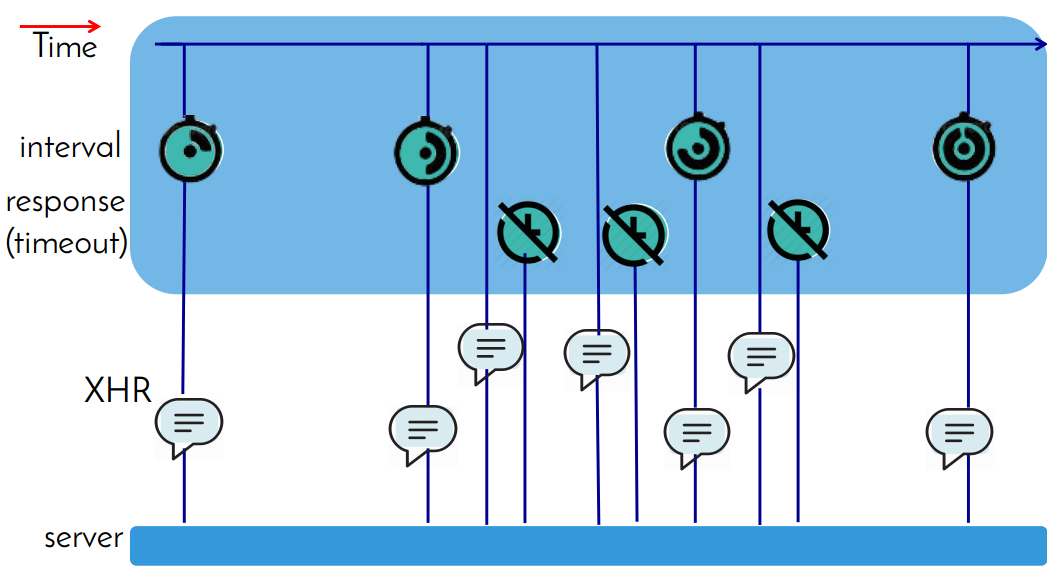 Time
interval
response
(timeout)
XHR
server